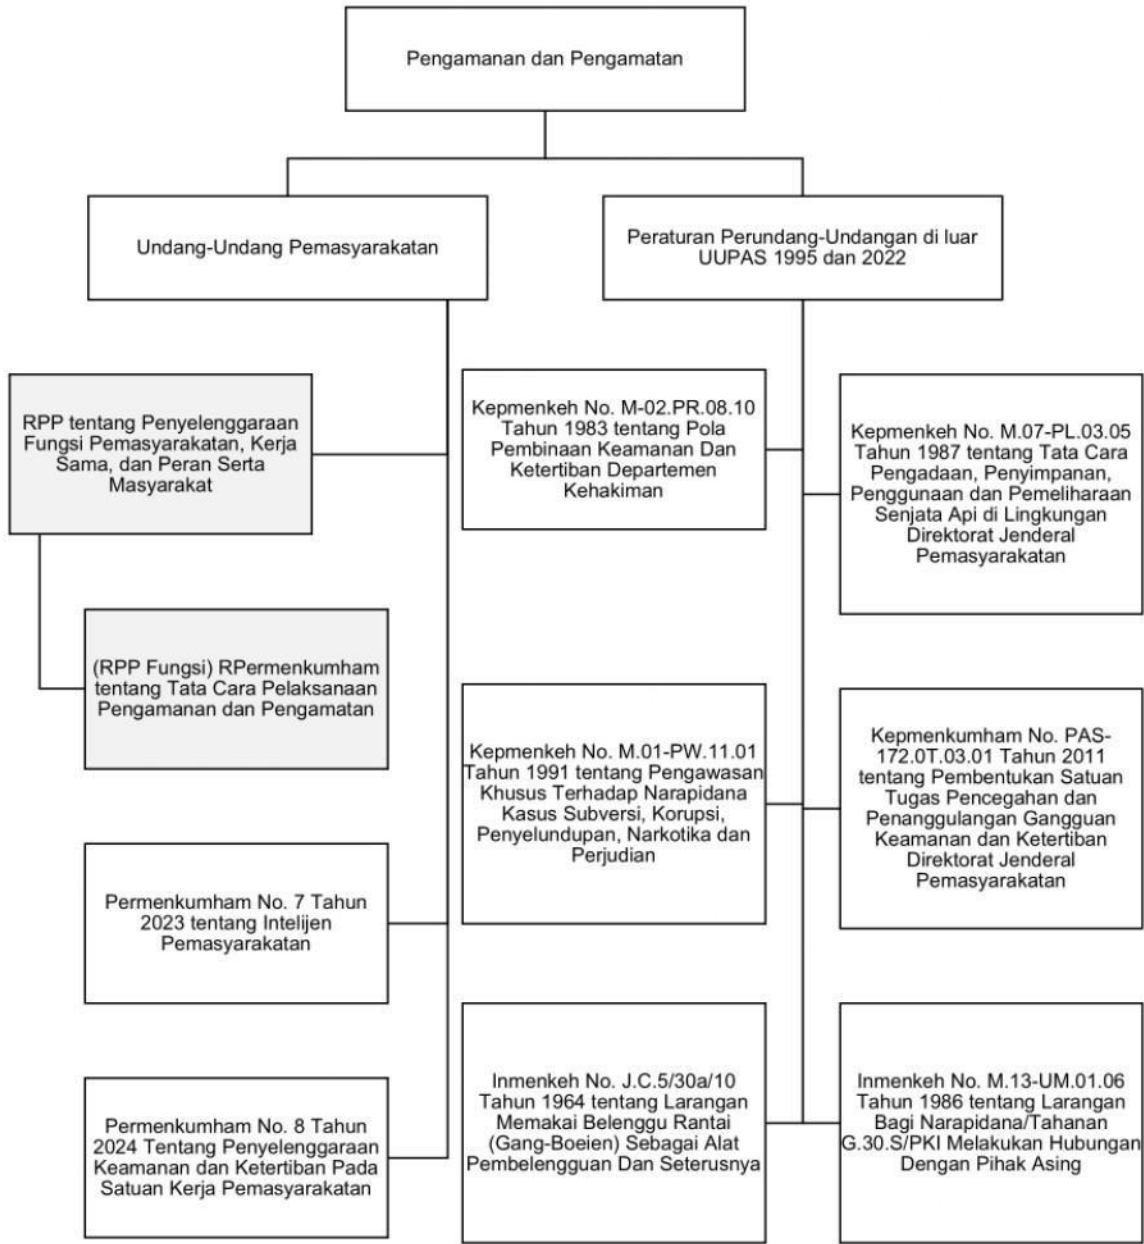 Pengamanan dan Pengamatan
Undang-Undang Pemasyarakatan
Peraturan Perundang-Undangan di luar
UUPAS 1995 dan 2022
RPP tentang Penyelenggaraan
Fungsi Pemasyarakatan, Kerja
Sama, dan Peran Serta
Masyarakat
(RPP Fungsi) RPermenkumham
tentang Tata Cara Pelaksanaan
Pengamanan dan Pengamatan
Permenkumham No. 7 Tahun
2023 tentang Intelijen
Pemasyarakatan
Permenkumham No. 8 Tahun
2024 Tentang Penyelenggaraan
Keamanan dan Ketertiban Pada
Satuan Kerja Pemasyarakatan
Kepmenkeh No. M-02.PR.08.10
Tahun 1983 tentang Pola
Pembinaan Keamanan Dan
Ketertiban Departemen
Kehakiman
Kepmenkeh No. M.07-PL.03.05
Tahun 1987 tentang Tata Cara
Pengadaan, Penyimpanan,
Penggunaan dan Pemeliharaan
Senjata Api di Lingkungan
Direktorat Jenderal
Pemasyarakatan
Kepmenkeh No. M.01-PW.11.01
Tahun 1991 tentang Pengawasan
Khusus Terhadap Narapidana
Kasus Subversi, Korupsi,
Penyelundupan, Narkotika dan
Perjudian
Kepmenkumham No. PAS-
172.0T.03.01 Tahun 2011
tentang Pembentukan Satuan
Tugas Pencegahan dan
Penanggulangan Gangguan
Keamanan dan Ketertiban
Direktorat Jenderal
Pemasyarakatan
Inmenkeh No. J.C.5/30a/10
Tahun 1964 tentang Larangan
Memakai Belenggu Rantai
(Gang-Boeien) Sebagai Alat
Pembelengguan Dan Seterusnya
Inmenkeh No. M.13-UM.01.06
Tahun 1986 tentang Larangan
Bagi Narapidana/Tahanan
G.30.S/PKI Melakukan Hubungan
Dengan Pihak Asing